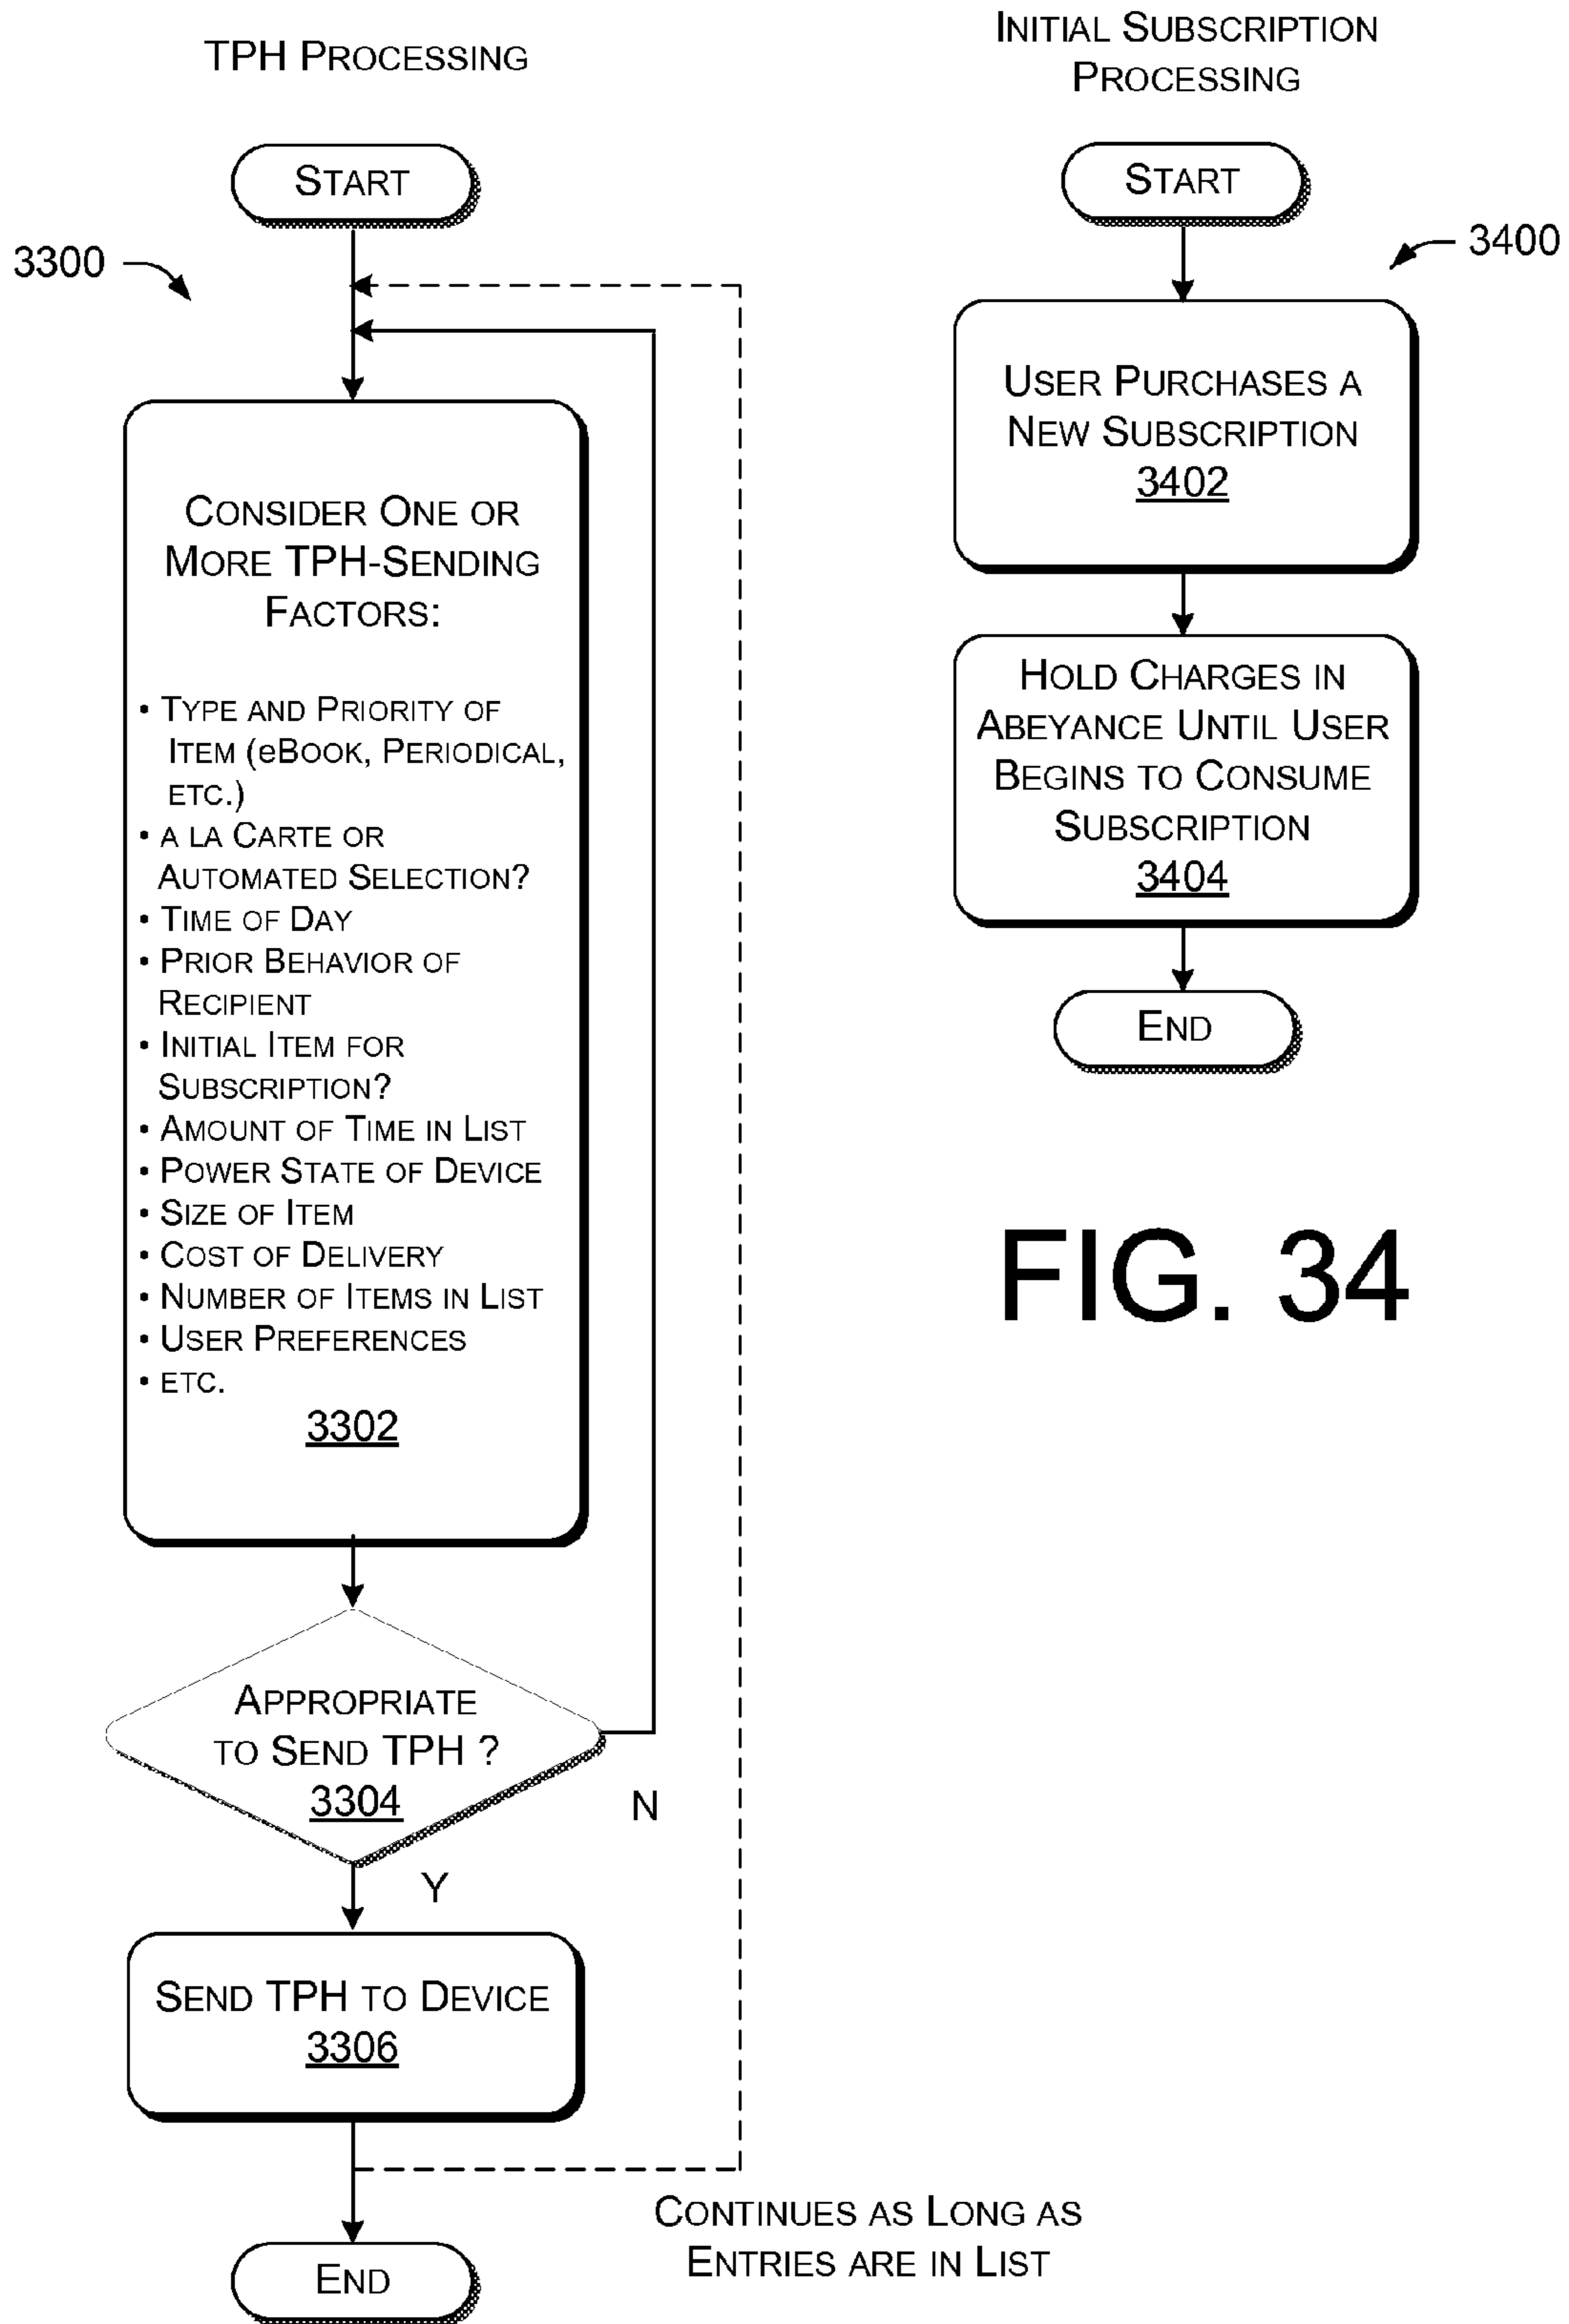 TPH PROCESSING
START
3300
CONSIDER ONE OR
MORE TPH-SENDING
FACTORS:
• TYPE AND PRIORITY OF
ITEM (eBOOK, PERIODICAL,
ETC.)
• A LA CARTE OR
AUTOMATED SELECTION?
• TIME OF DAY
• PRIOR BEHAVIOR OF
RECIPIENT
• INITIAL ITEM FOR
SUBSCRIPTION?
• AMOUNT OF TIME IN LIST
• POWER STATE OF DEVICE
• SIZE OF ITEM
• COST OF DELIVERY
• NUMBER OF ITEMS IN LIST
• USER PREFERENCES
• ETC.
3302
APPROPRIATE
TO SEND TPH ?
3304
N
Y
SEND TPH TO DEVICE
3306
CONTINUES AS LONG AS
ENTRIES ARE IN LIST
END
INITIAL SUBSCRIPTION
PROCESSING
START
3400
USER PURCHASES A
NEW SUBSCRIPTION
3402
HOLD CHARGES IN
ABEYANCE UNTIL USER
BEGINS TO CONSUME
SUBSCRIPTION
3404
END
FIG. 34